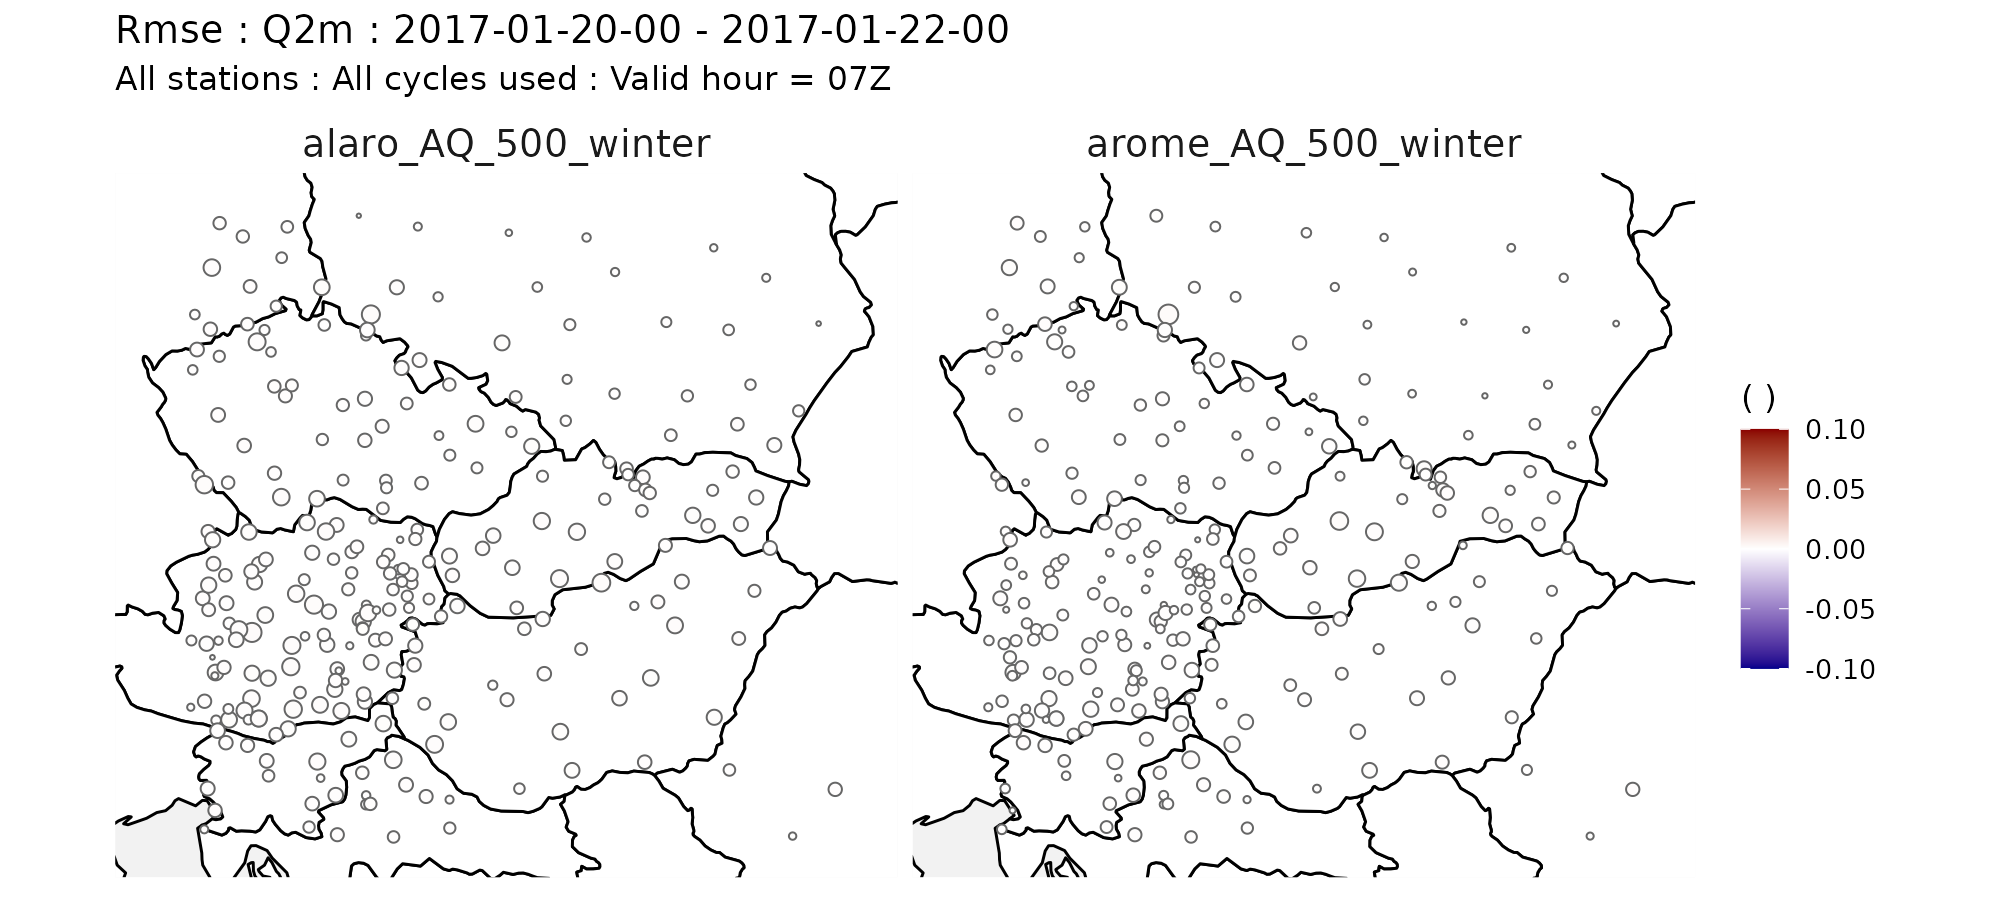 Rmse : Q2m : 2017-01-20-00 - 2017-01-22-00
All stations : All cycles used : Valid hour = 07Z
alaro_AQ_500_winter
arome_AQ_500_winter
( )
0.10
0.05
0.00
-0.05
-0.10